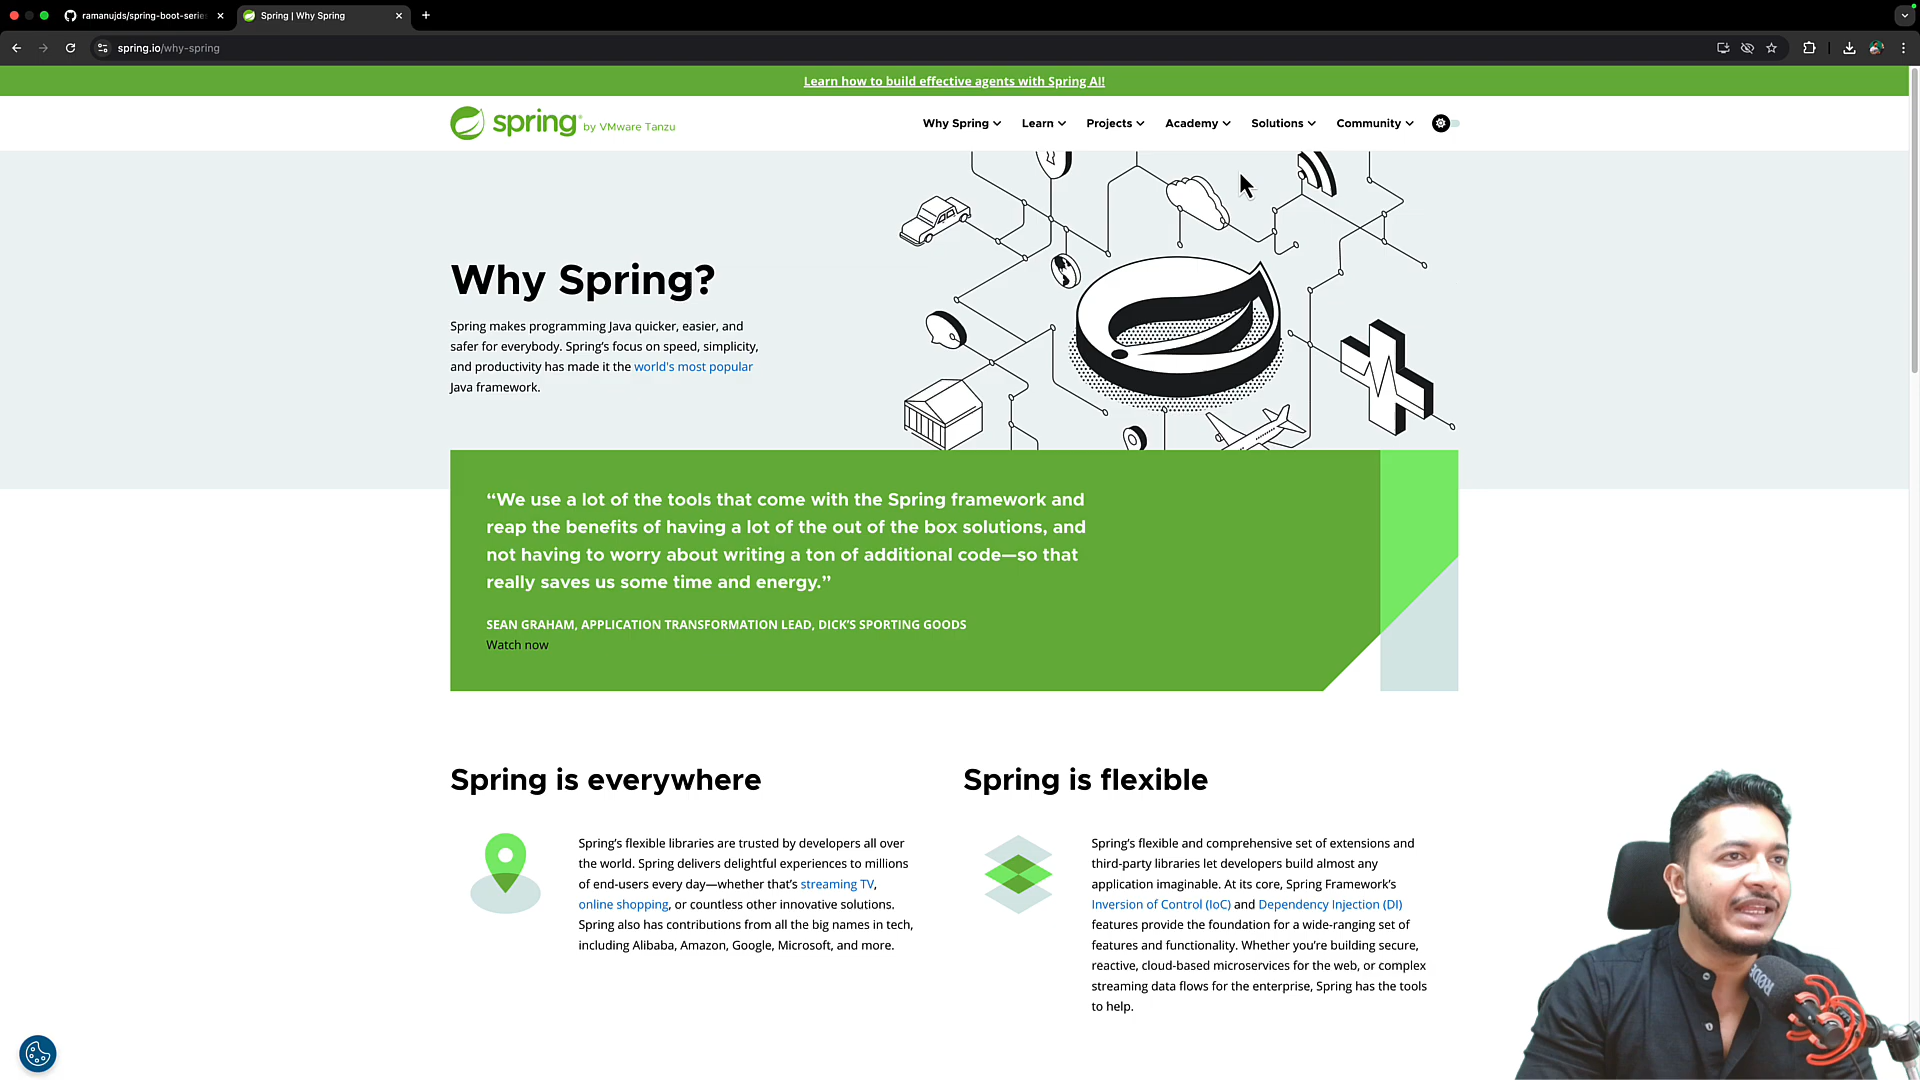 ramanujds/spring-boot-series
Spring | Why Spring
spring.io/why-spring
Learn how to build effective agents with Spring AI!
spring by VMware Tanzu
Why Spring
Learn
Projects
Academy
Solutions
Community
Why Spring?
Spring makes programming Java quicker, easier, and
safer for everybody. Spring’s focus on speed, simplicity,
and productivity has made it the world's most popular
Java framework.
“We use a lot of the tools that come with the Spring framework and
reap the benefits of having a lot of the out of the box solutions, and
not having to worry about writing a ton of additional code—so that
really saves us some time and energy.”
SEAN GRAHAM, APPLICATION TRANSFORMATION LEAD, DICK’S SPORTING GOODS
Watch now
Spring is everywhere
Spring’s flexible libraries are trusted by developers all over
the world. Spring delivers delightful experiences to millions
of end-users every day—whether that’s streaming TV,
online shopping, or countless other innovative solutions.
Spring also has contributions from all the big names in tech,
including Alibaba, Amazon, Google, Microsoft, and more.
Spring is flexible
Spring’s flexible and comprehensive set of extensions and
third-party libraries let developers build almost any
application imaginable. At its core, Spring Framework’s
Inversion of Control (IoC) and Dependency Injection (DI)
features provide the foundation for a wide-ranging set of
features and functionality. Whether you’re building secure,
reactive, cloud-based microservices for the web, or complex
streaming data flows for the enterprise, Spring has the tools
to help.
RØDE